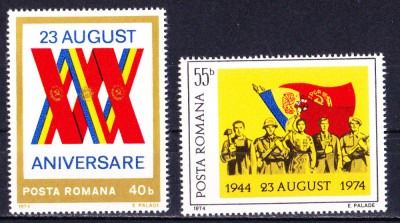 23 AUGUST
XXX
ANIVERSARE
POSTA ROMANA 40b
1974 E. PALADE
55b
POSTA ROMANA
1944 23 AUGUST 1974
1974 E. PALADE